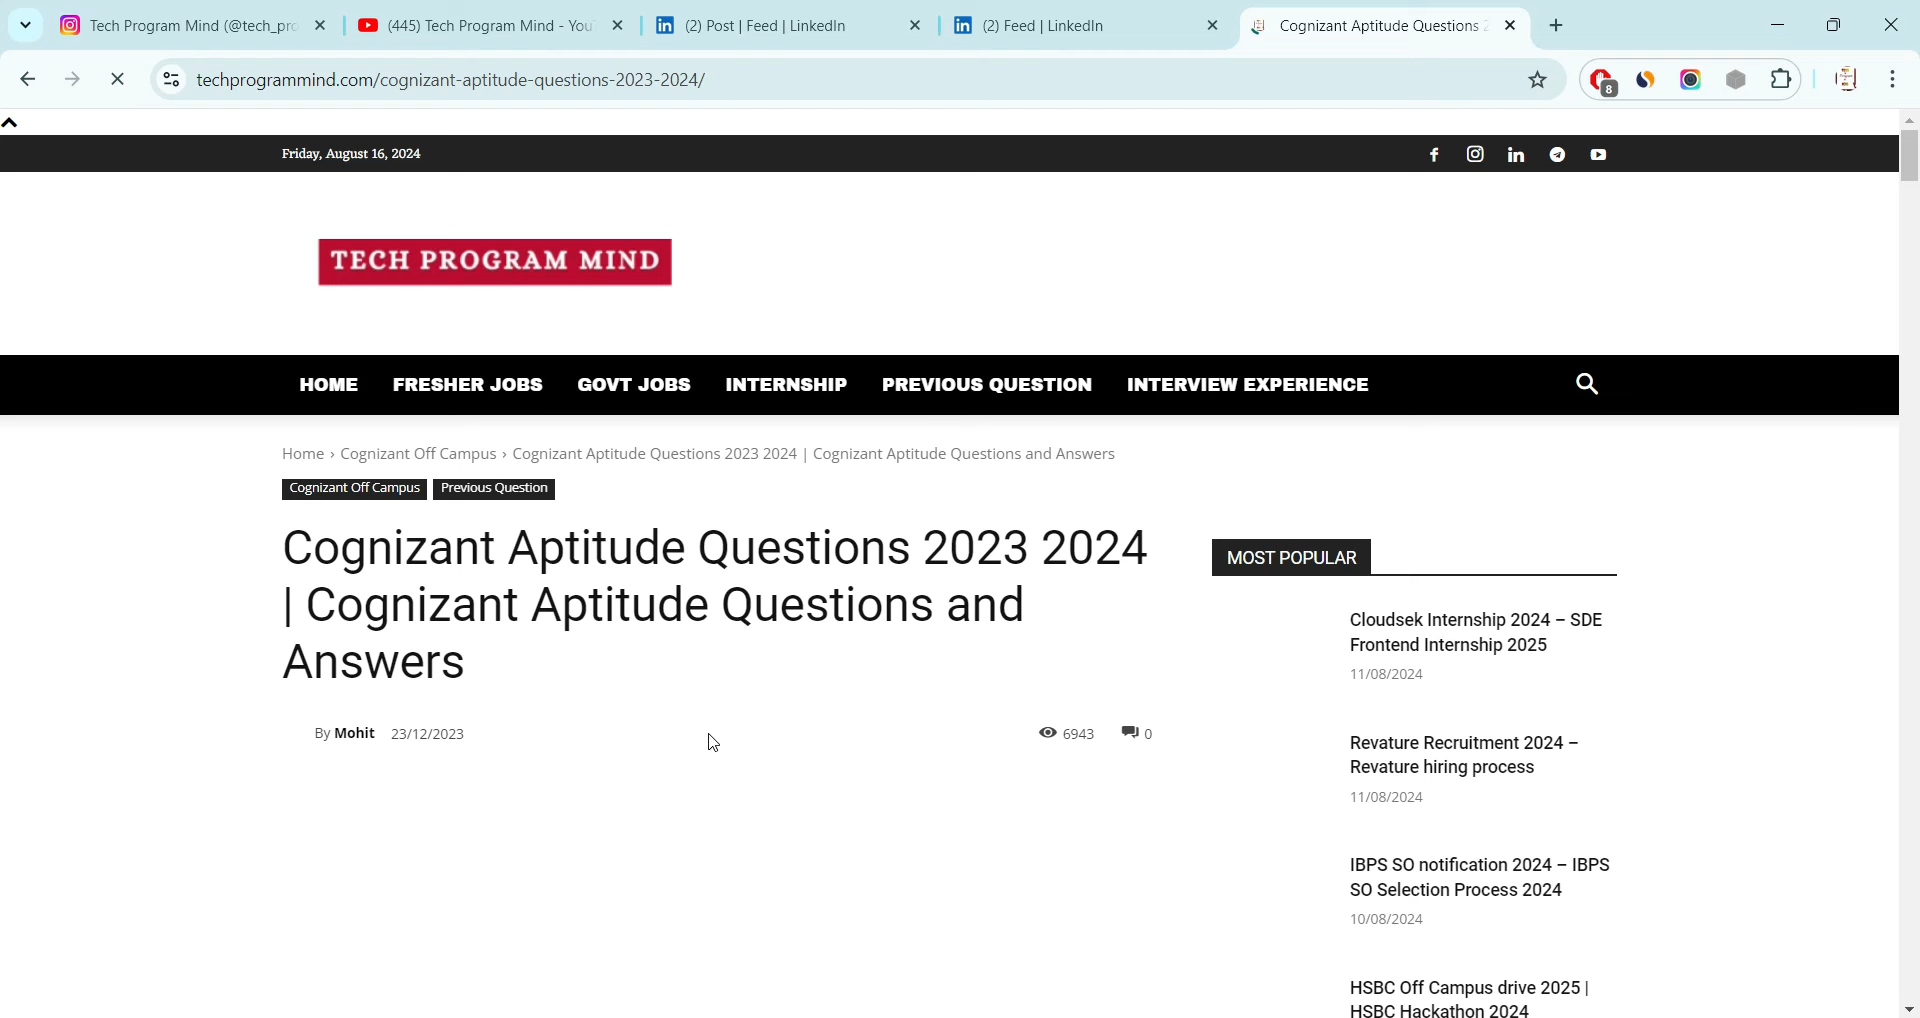 Tech Program Mind (@tech_pro
(445) Tech Program Mind - You
(2) Post | Feed | LinkedIn
(2) Feed | LinkedIn
Cognizant Aptitude Questions 2
techprogrammind.com/cognizant-aptitude-questions-2023-2024/
8
Friday, August 16, 2024
TECH PROGRAM MIND
HOME
FRESHER JOBS
GOVT JOBS
INTERNSHIP
PREVIOUS QUESTION
INTERVIEW EXPERIENCE
Home › Cognizant Off Campus › Cognizant Aptitude Questions 2023 2024 | Cognizant Aptitude Questions and Answers
Cognizant Off Campus
Previous Question
Cognizant Aptitude Questions 2023 2024
| Cognizant Aptitude Questions and
Answers
By Mohit 23/12/2023
6943
0
MOST POPULAR
Cloudsek Internship 2024 – SDE
Frontend Internship 2025
11/08/2024
Revature Recruitment 2024 –
Revature hiring process
11/08/2024
IBPS SO notification 2024 – IBPS
SO Selection Process 2024
10/08/2024
HSBC Off Campus drive 2025 |
HSBC Hackathon 2024